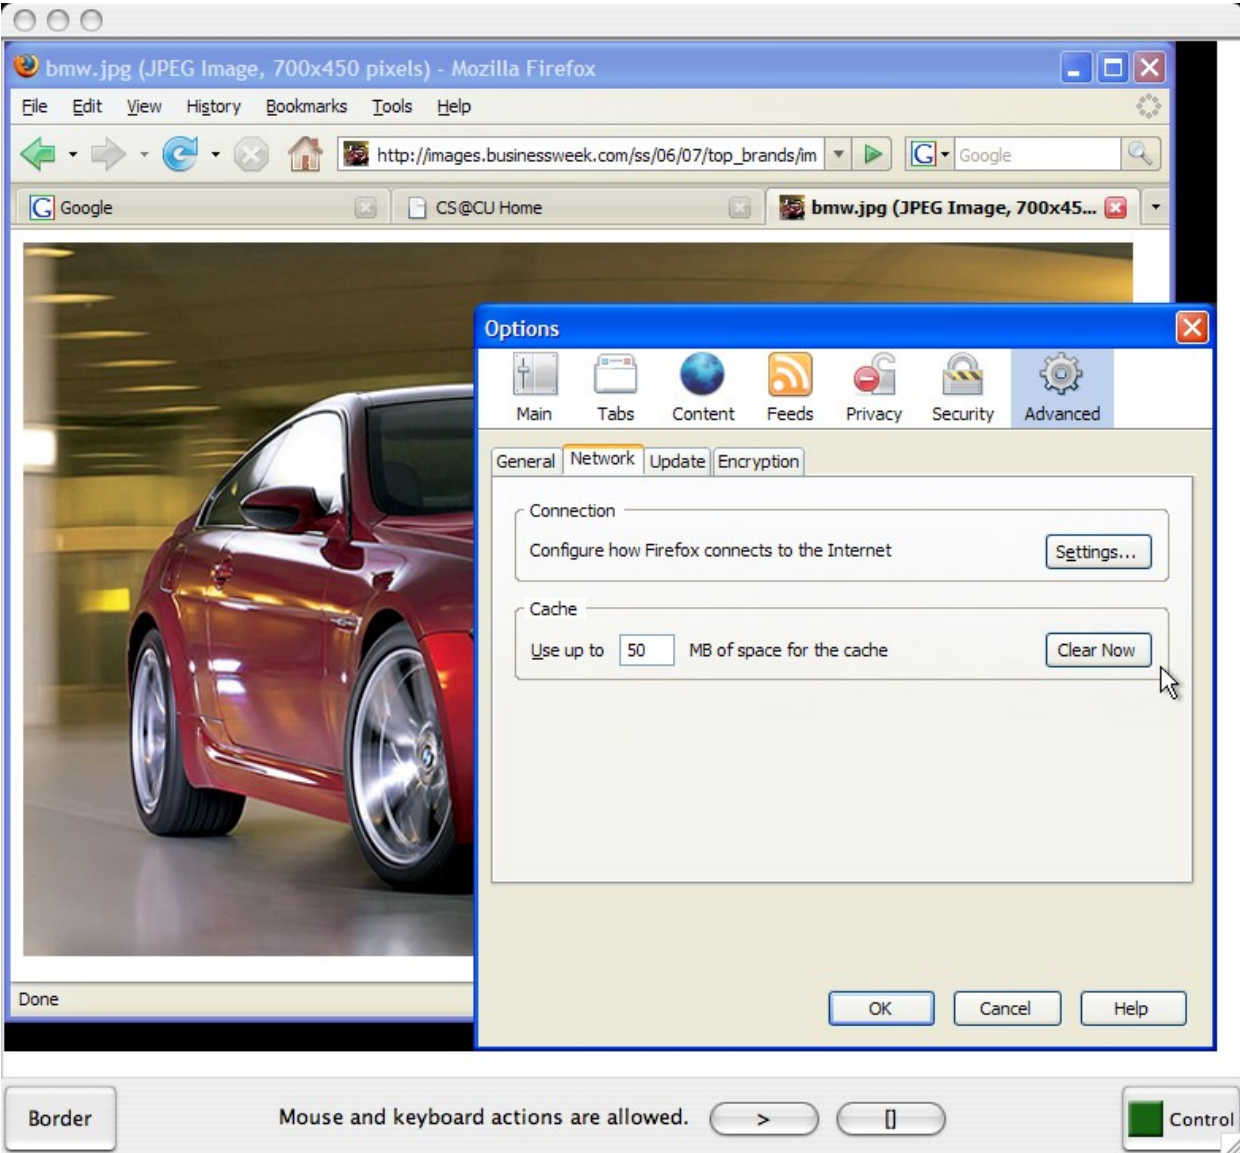 bmw.jpg (JPEG Image, 700x450 pixels) - Mozilla Firefox
File Edit View History Bookmarks Tools Help
http://images.businessweek.com/ss/06/07/top_brands/im G Google
G Google CS@CU Home bmw.jpg (JPEG Image, 700x45...
Options
Main Tabs Content Feeds Privacy Security Advanced
General Network Update Encryption
Connection
Configure how Firefox connects to the Internet Settings...
Cache
Use up to 50 MB of space for the cache Clear Now
Done
OK Cancel Help
Border Mouse and keyboard actions are allowed. > [] Control